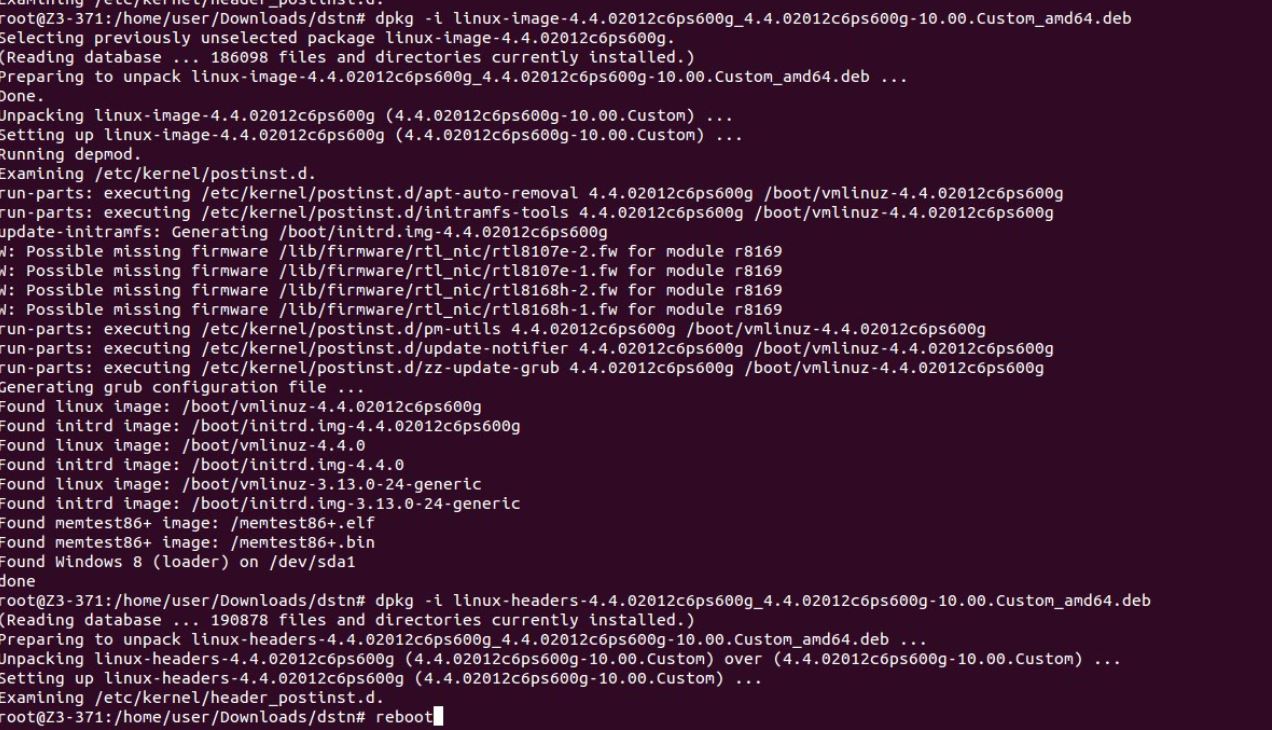 Examining /etc/kernel/header_postinst.d.
root@Z3-371:/home/user/Downloads/dstn# dpkg -i linux-image-4.4.02012c6ps600g_4.4.02012c6ps600g-10.00.Custom_amd64.deb
Selecting previously unselected package linux-image-4.4.02012c6ps600g.
(Reading database ... 186098 files and directories currently installed.)
Preparing to unpack linux-image-4.4.02012c6ps600g_4.4.02012c6ps600g-10.00.Custom_amd64.deb ...
Done.
Unpacking linux-image-4.4.02012c6ps600g (4.4.02012c6ps600g-10.00.Custom) ...
Setting up linux-image-4.4.02012c6ps600g (4.4.02012c6ps600g-10.00.Custom) ...
Running depmod.
Examining /etc/kernel/postinst.d.
run-parts: executing /etc/kernel/postinst.d/apt-auto-removal 4.4.02012c6ps600g /boot/vmlinuz-4.4.02012c6ps600g
run-parts: executing /etc/kernel/postinst.d/initramfs-tools 4.4.02012c6ps600g /boot/vmlinuz-4.4.02012c6ps600g
update-initramfs: Generating /boot/initrd.img-4.4.02012c6ps600g
W: Possible missing firmware /lib/firmware/rtl_nic/rtl8107e-2.fw for module r8169
W: Possible missing firmware /lib/firmware/rtl_nic/rtl8107e-1.fw for module r8169
W: Possible missing firmware /lib/firmware/rtl_nic/rtl8168h-2.fw for module r8169
W: Possible missing firmware /lib/firmware/rtl_nic/rtl8168h-1.fw for module r8169
run-parts: executing /etc/kernel/postinst.d/pm-utils 4.4.02012c6ps600g /boot/vmlinuz-4.4.02012c6ps600g
run-parts: executing /etc/kernel/postinst.d/update-notifier 4.4.02012c6ps600g /boot/vmlinuz-4.4.02012c6ps600g
run-parts: executing /etc/kernel/postinst.d/zz-update-grub 4.4.02012c6ps600g /boot/vmlinuz-4.4.02012c6ps600g
Generating grub configuration file ...
Found linux image: /boot/vmlinuz-4.4.02012c6ps600g
Found initrd image: /boot/initrd.img-4.4.02012c6ps600g
Found linux image: /boot/vmlinuz-4.4.0
Found initrd image: /boot/initrd.img-4.4.0
Found linux image: /boot/vmlinuz-3.13.0-24-generic
Found initrd image: /boot/initrd.img-3.13.0-24-generic
Found memtest86+ image: /memtest86+.elf
Found memtest86+ image: /memtest86+.bin
Found Windows 8 (loader) on /dev/sda1
done
root@Z3-371:/home/user/Downloads/dstn# dpkg -i linux-headers-4.4.02012c6ps600g_4.4.02012c6ps600g-10.00.Custom_amd64.deb
(Reading database ... 190878 files and directories currently installed.)
Preparing to unpack linux-headers-4.4.02012c6ps600g_4.4.02012c6ps600g-10.00.Custom_amd64.deb ...
Unpacking linux-headers-4.4.02012c6ps600g (4.4.02012c6ps600g-10.00.Custom) over (4.4.02012c6ps600g-10.00.Custom) ...
Setting up linux-headers-4.4.02012c6ps600g (4.4.02012c6ps600g-10.00.Custom) ...
Examining /etc/kernel/header_postinst.d.
root@Z3-371:/home/user/Downloads/dstn# reboot